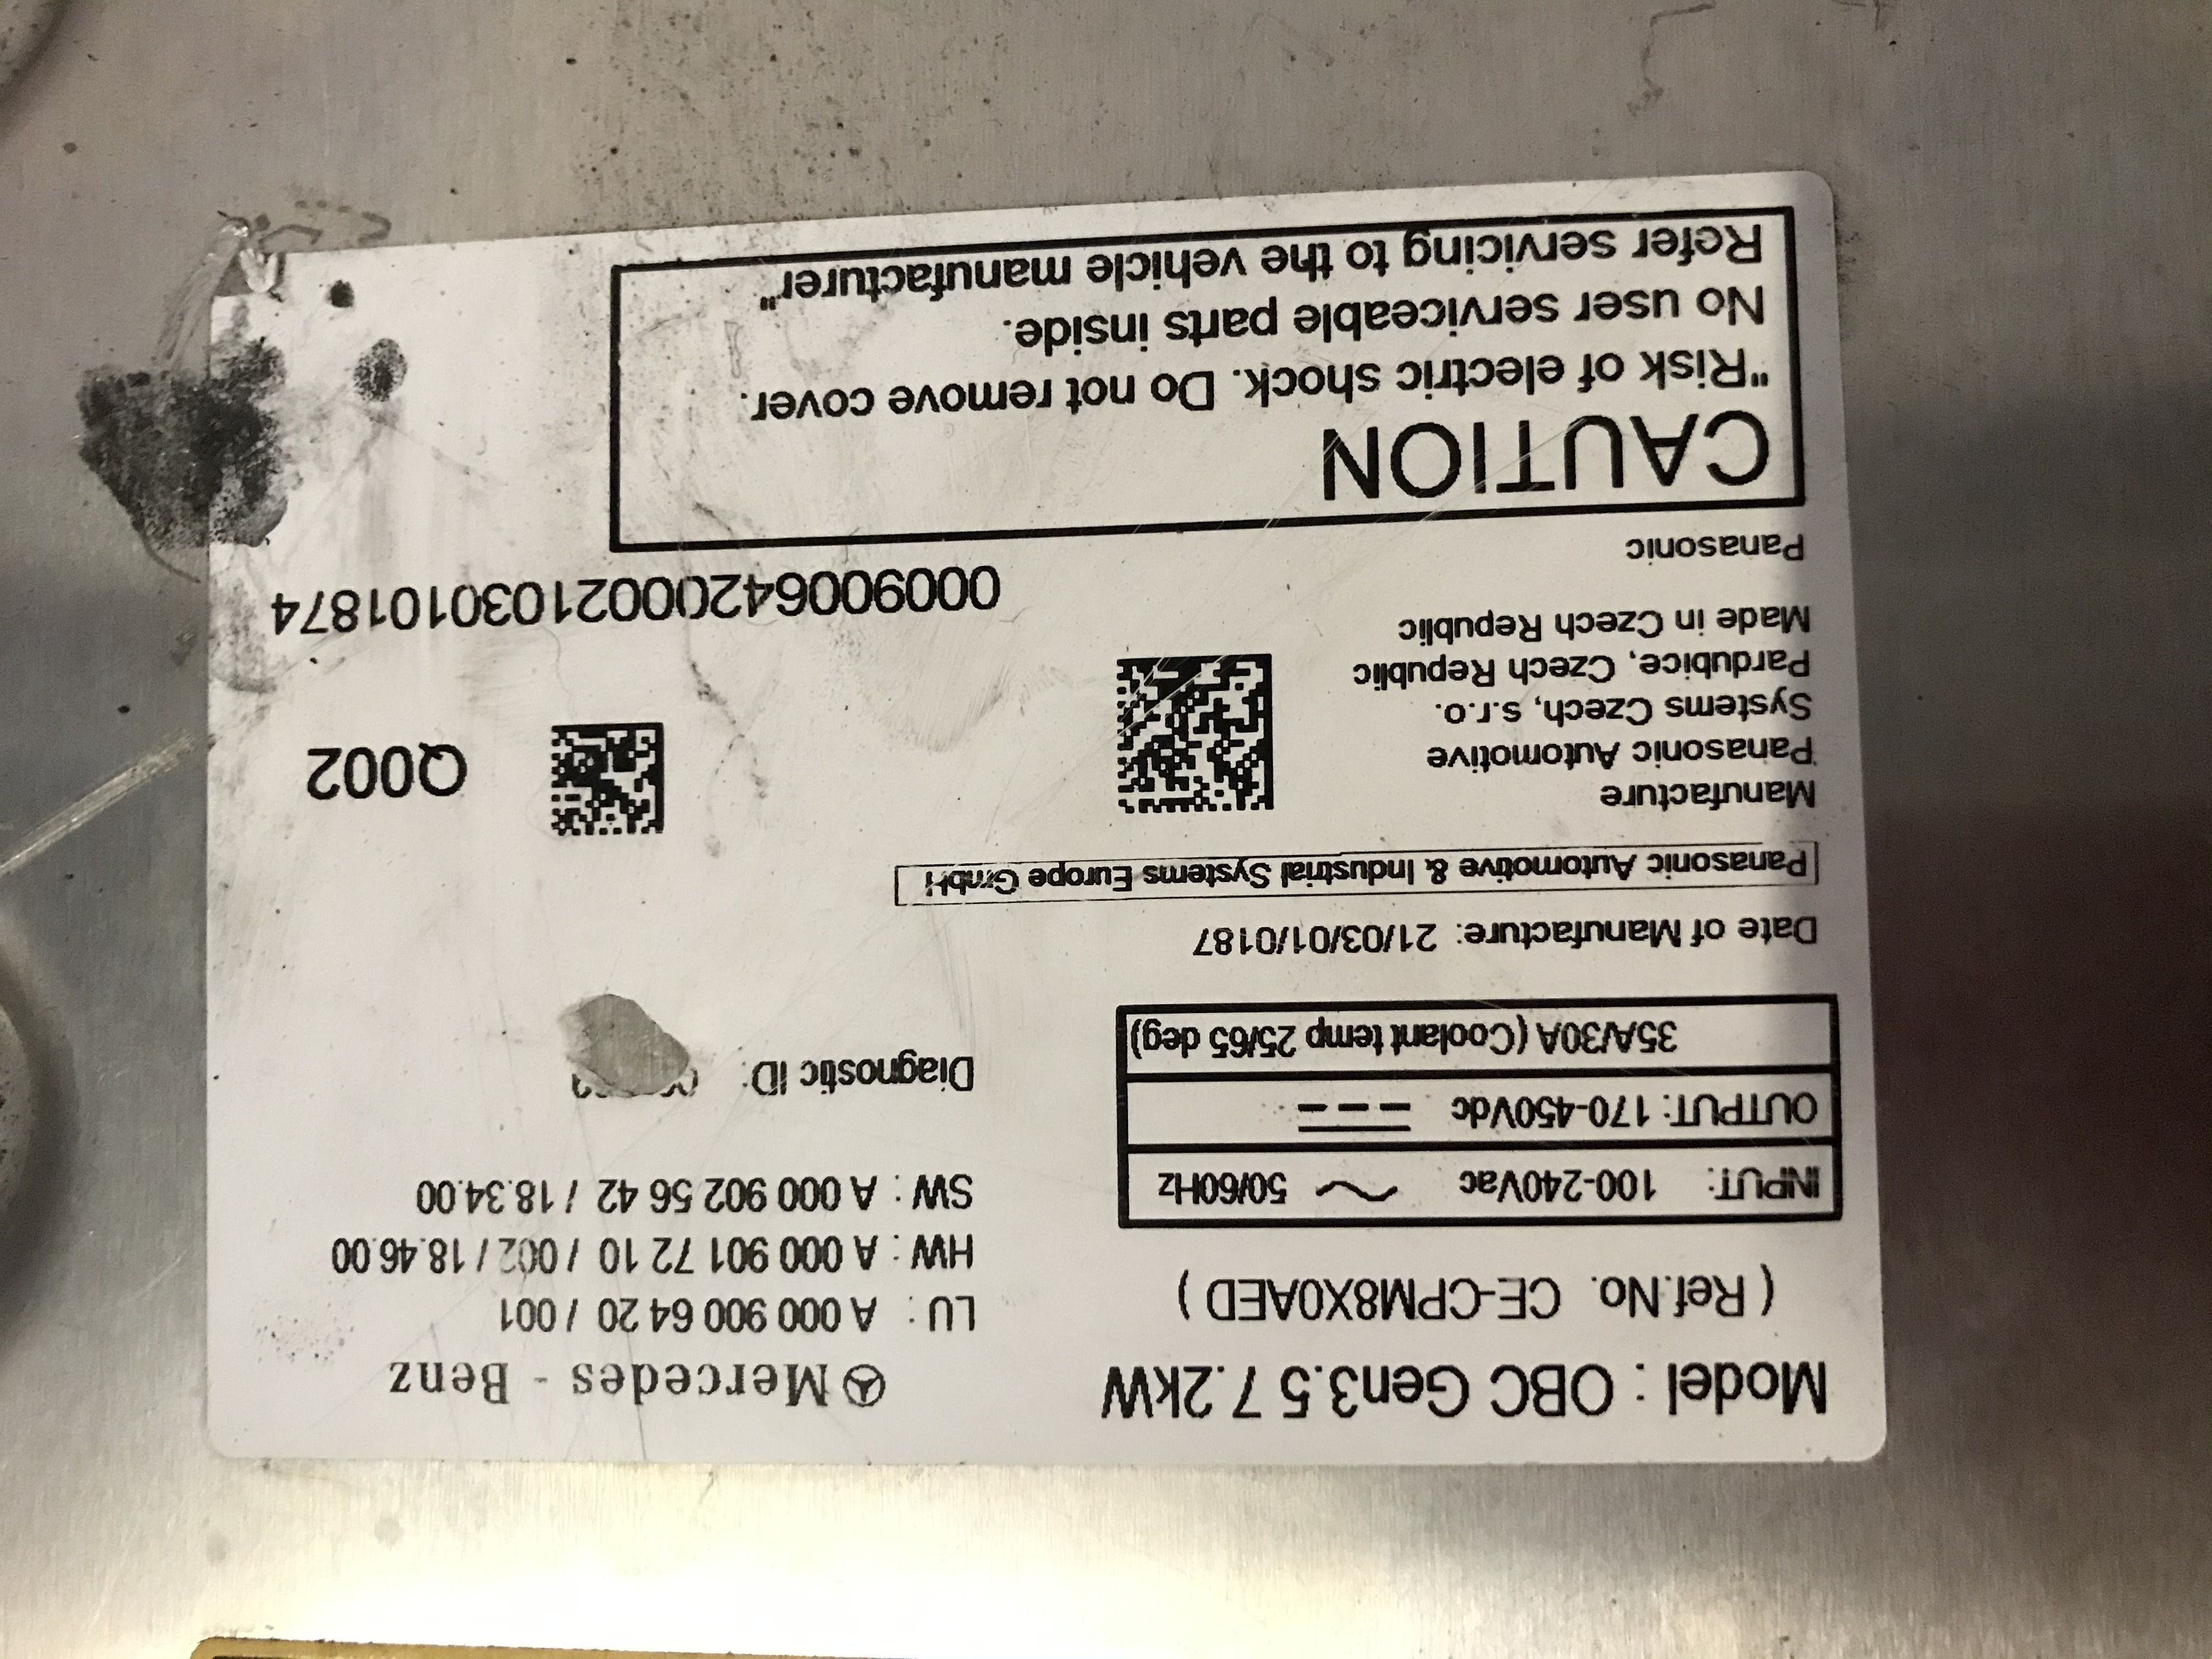 Model : OBC Gen3.5 7.2kW
( Ref.No. CE-CPM8X0AED )
INPUT: 100-240Vac 50/60Hz
OUTPUT: 170-450Vdc
35A/30A (Coolant temp 25/65 deg)
Mercedes - Benz
LU : A 000 900 64 20 / 001
HW : A 000 901 72 10 / 002 / 18.46.00
SW : A 000 902 56 42 / 18.34.00
Diagnostic ID:
Date of Manufacture: 21/03/01/0187
Panasonic Automotive & Industrial Systems Europe GmbH
Manufacture
Panasonic Automotive
Systems Czech, s.r.o.
Pardubice, Czech Republic
Made in Czech Republic
Panasonic
Q002
0009006420002103010101874
CAUTION
"Risk of electric shock. Do not remove cover.
No user serviceable parts inside.
Refer servicing to the vehicle manufacturer"